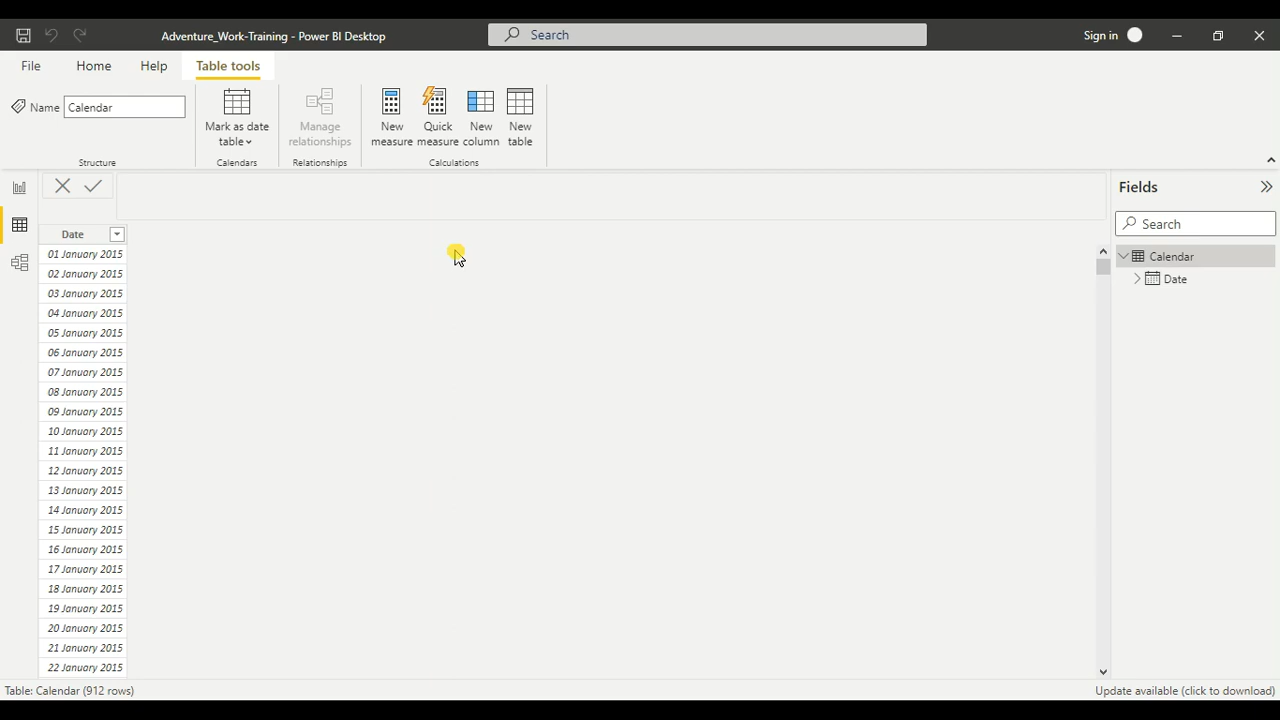 Adventure_Work-Training - Power BI Desktop
Search
Sign in
File
Home
Help
Table tools
Name
Calendar
Mark as date
table
Manage
relationships
New
measure
Quick
measure
New
column
New
table
Structure
Calendars
Relationships
Calculations
Fields
Search
Calendar
Date
Date
01 January 2015
02 January 2015
03 January 2015
04 January 2015
05 January 2015
06 January 2015
07 January 2015
08 January 2015
09 January 2015
10 January 2015
11 January 2015
12 January 2015
13 January 2015
14 January 2015
15 January 2015
16 January 2015
17 January 2015
18 January 2015
19 January 2015
20 January 2015
21 January 2015
22 January 2015
Table: Calendar (912 rows)
Update available (click to download)